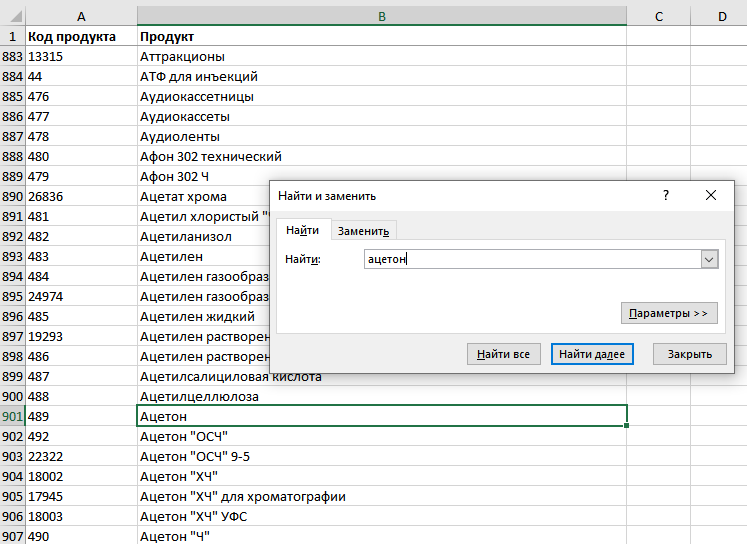 A B C D
1 Код продукта Продукт
883 13315 Аттракционы
884 44 АТФ для инъекций
885 476 Аудиокассетницы
886 477 Аудиокассеты
887 478 Аудиоленты
888 480 Афон 302 технический
889 479 Афон 302 Ч
890 26836 Ацетат хрома
891 481 Ацетил хлористый "
892 482 Ацетиланизол
893 483 Ацетилен
894 484 Ацетилен газообраз
895 24974 Ацетилен газообраз
896 485 Ацетилен жидкий
897 19293 Ацетилен растворен
898 486 Ацетилен растворен
899 487 Ацетилсалициловая кислота
900 488 Ацетилцеллюлоза
901 489 Ацетон
902 492 Ацетон "ОСЧ"
903 22322 Ацетон "ОСЧ" 9-5
904 18002 Ацетон "ХЧ"
905 17945 Ацетон "ХЧ" для хроматографии
906 18003 Ацетон "ХЧ" УФС
907 490 Ацетон "Ч"
Найти и заменить ? ×
Найти Заменить
Найти: ацетон
Параметры >>
Найти все Найти далее Закрыть